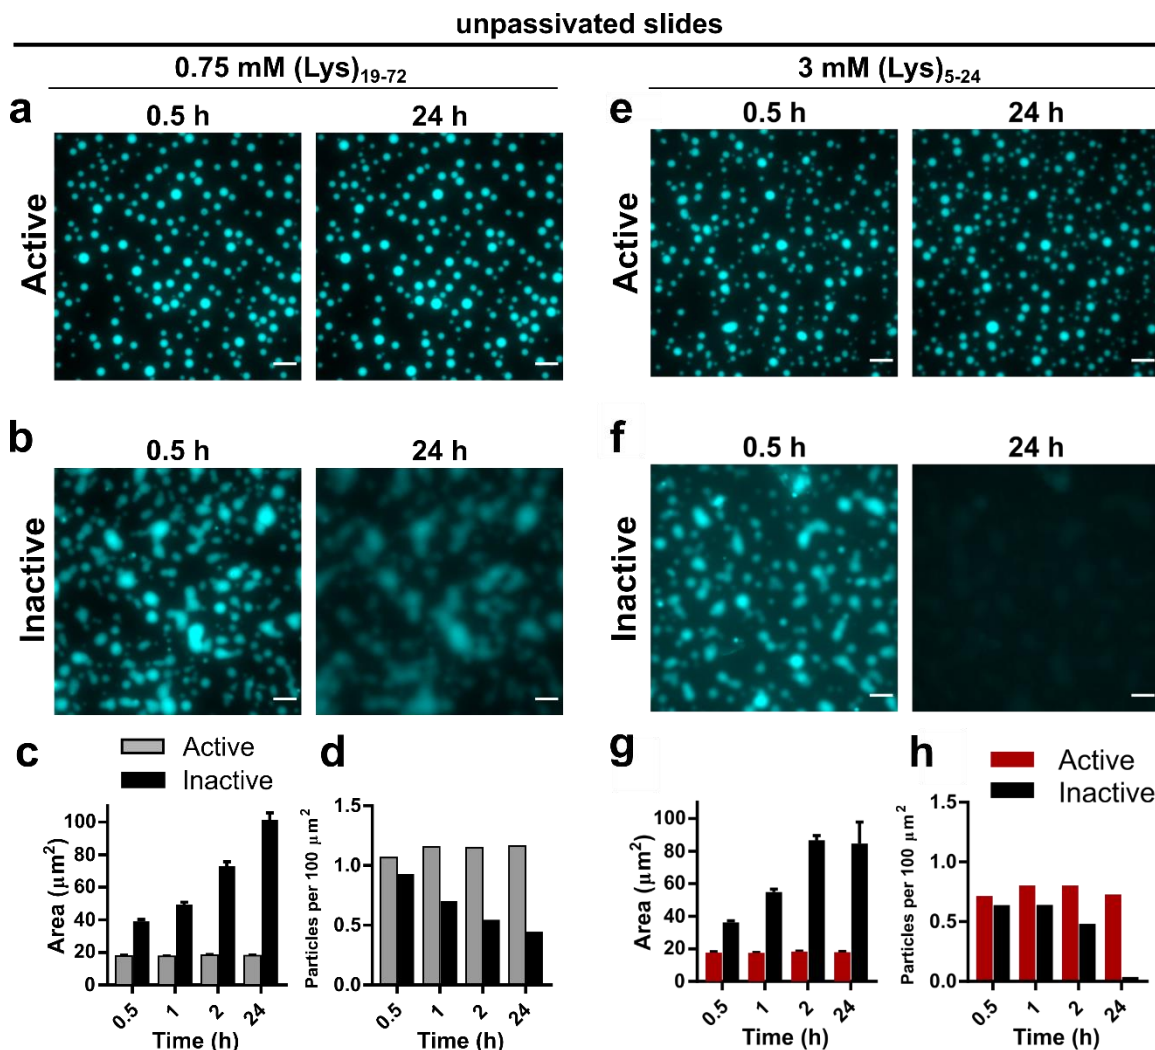 unpassivated slides
0.75 mM (Lys)19-72
3 mM (Lys)5-24
a
0.5 h
24 h
Active
e
0.5 h
24 h
Active
b
0.5 h
24 h
Inactive
f
0.5 h
24 h
Inactive
c
Active
Inactive
Area (μm2)
100
80
60
40
20
0
0.5
1
2
24
Time (h)
d
Particles per 100 μm2
1.5
1.0
0.5
0.0
0.5
1
2
24
Time (h)
g
Area (μm2)
100
80
60
40
20
0
0.5
1
2
24
Time (h)
h
Active
Inactive
Particles per 100 μm2
1.5
1.0
0.5
0.0
0.5
1
2
24
Time (h)